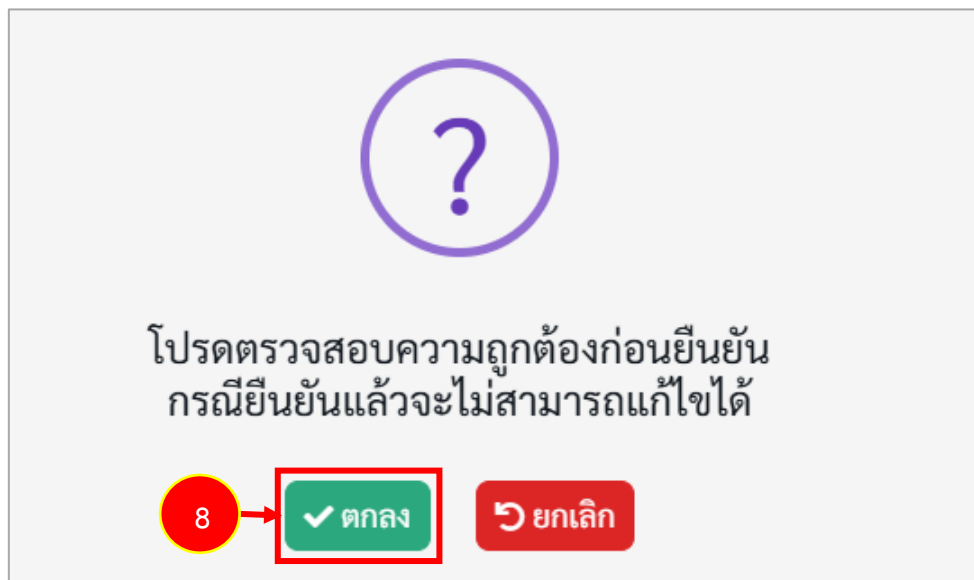 ?
โปรดตรวจสอบความถูกต้องก่อนยืนยัน
กรณียืนยันแล้วจะไม่สามารถแก้ไขได้
8 ตกลง ยกเลิก